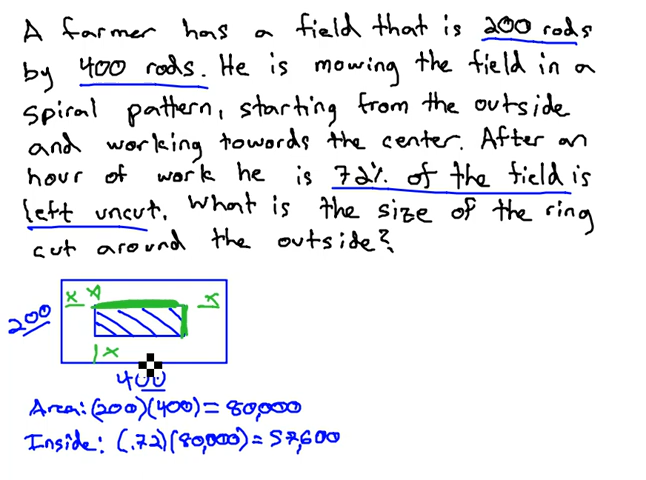 A farmer has a field that is 200 rods
by 400 rods. He is mowing the field in a
spiral pattern, starting from the outside
and working towards the center. After an
hour of work he is 72% of the field is
left uncut. What is the size of the ring
cut around the outside?
x x x
200
x
400
Area: (200)(400) = 80,000
Inside: (.72)(80,000) = 57,600